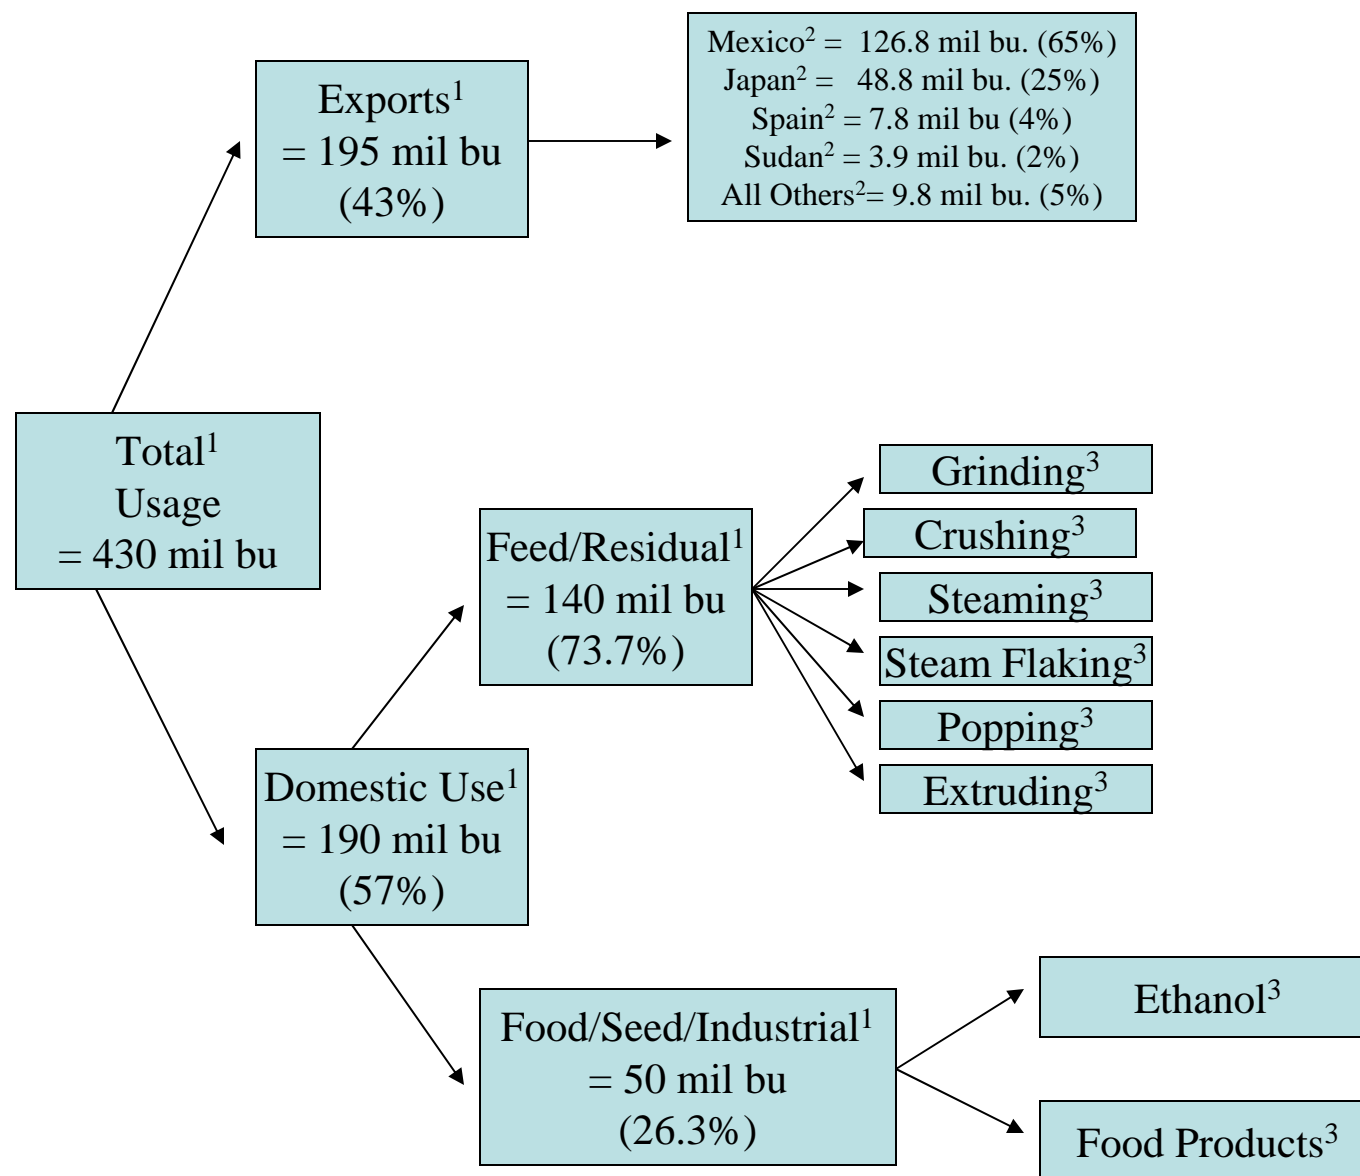 Exports¹
= 195 mil bu
(43%)
Mexico² = 126.8 mil bu. (65%)
Japan² = 48.8 mil bu. (25%)
Spain² = 7.8 mil bu (4%)
Sudan² = 3.9 mil bu. (2%)
All Others²= 9.8 mil bu. (5%)
Total¹
Usage
= 430 mil bu
Feed/Residual¹
= 140 mil bu
(73.7%)
Grinding³
Crushing³
Steaming³
Steam Flaking³
Popping³
Extruding³
Domestic Use¹
= 190 mil bu
(57%)
Food/Seed/Industrial¹
= 50 mil bu
(26.3%)
Ethanol³
Food Products³